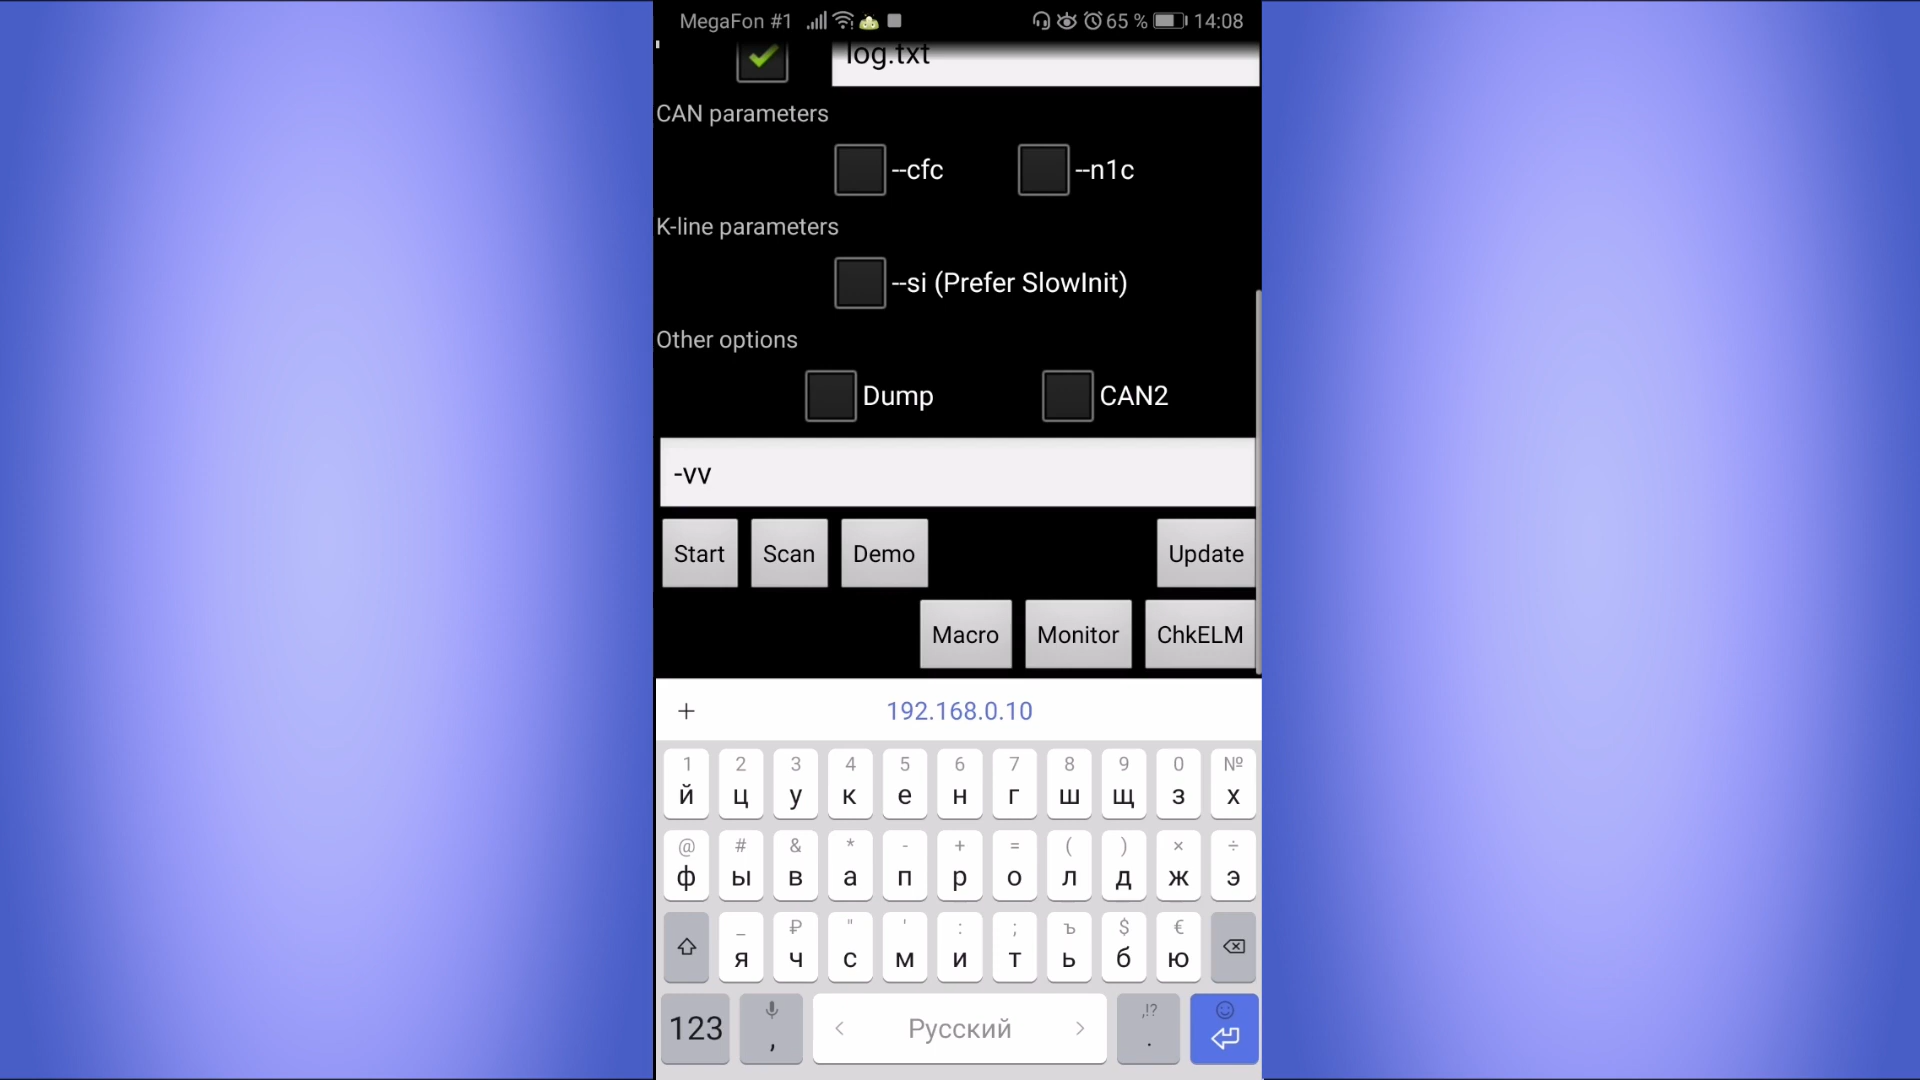 MegaFon #1 65 % 14:08
log.txt
CAN parameters
--cfc --n1c
K-line parameters
--si (Prefer SlowInit)
Other options
Dump CAN2
-vv
Start Scan Demo Update
Macro Monitor ChkELM
+ 192.168.0.10
1 2 3 4 5 6 7 8 9 0 №
й ц у к е н г ш щ з х
@ # & * - + = ( ) × ÷
ф ы в а п р о л д ж э
_ ₽ " ' : ; ъ $ €
я ч с м и т ь б ю
,!?
123 , < Русский > .